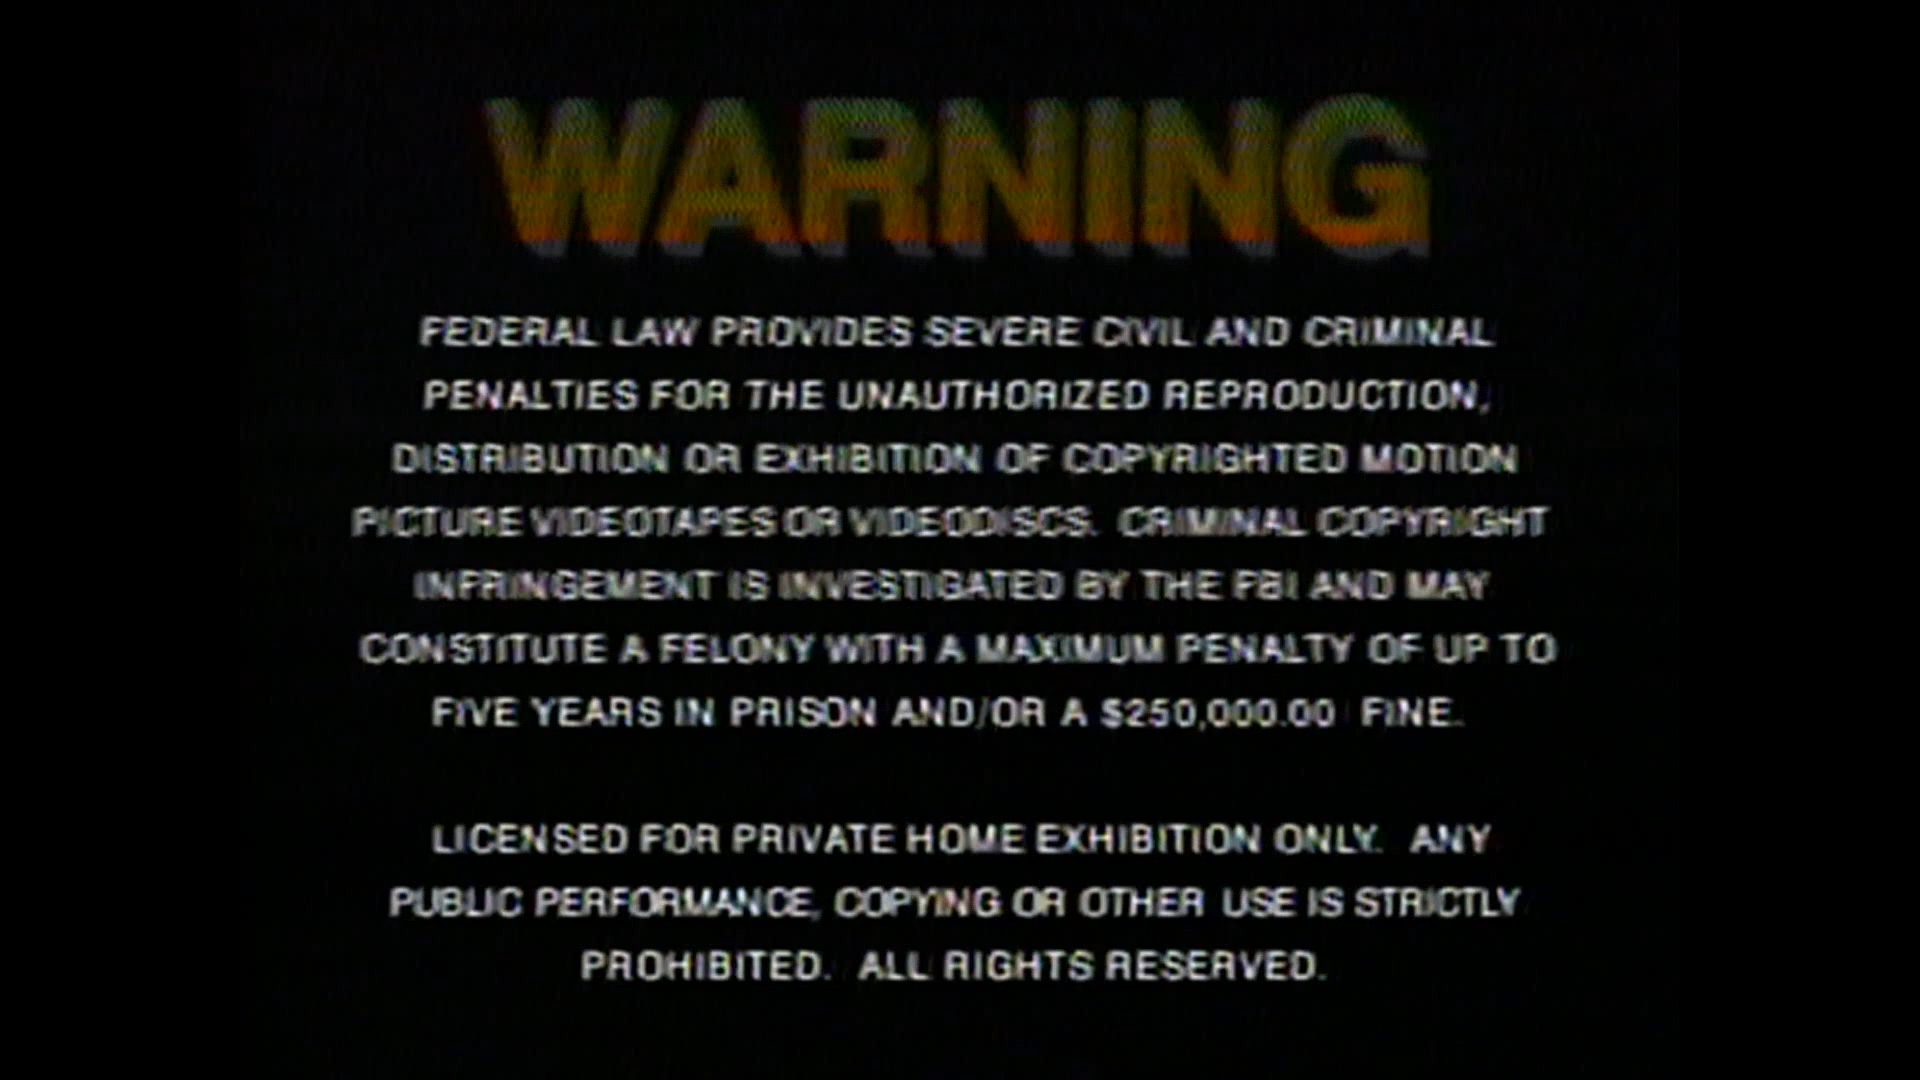 WARNING
FEDERAL LAW PROVIDES SEVERE CIVIL AND CRIMINAL
PENALTIES FOR THE UNAUTHORIZED REPRODUCTION,
DISTRIBUTION OR EXHIBITION OF COPYRIGHTED MOTION
PICTURE VIDEOTAPES OR VIDEODISCS. CRIMINAL COPYRIGHT
INFRINGEMENT IS INVESTIGATED BY THE FBI AND MAY
CONSTITUTE A FELONY WITH A MAXIMUM PENALTY OF UP TO
FIVE YEARS IN PRISON AND/OR A $250,000.00 FINE.
LICENSED FOR PRIVATE HOME EXHIBITION ONLY. ANY
PUBLIC PERFORMANCE, COPYING OR OTHER USE IS STRICTLY
PROHIBITED. ALL RIGHTS RESERVED.